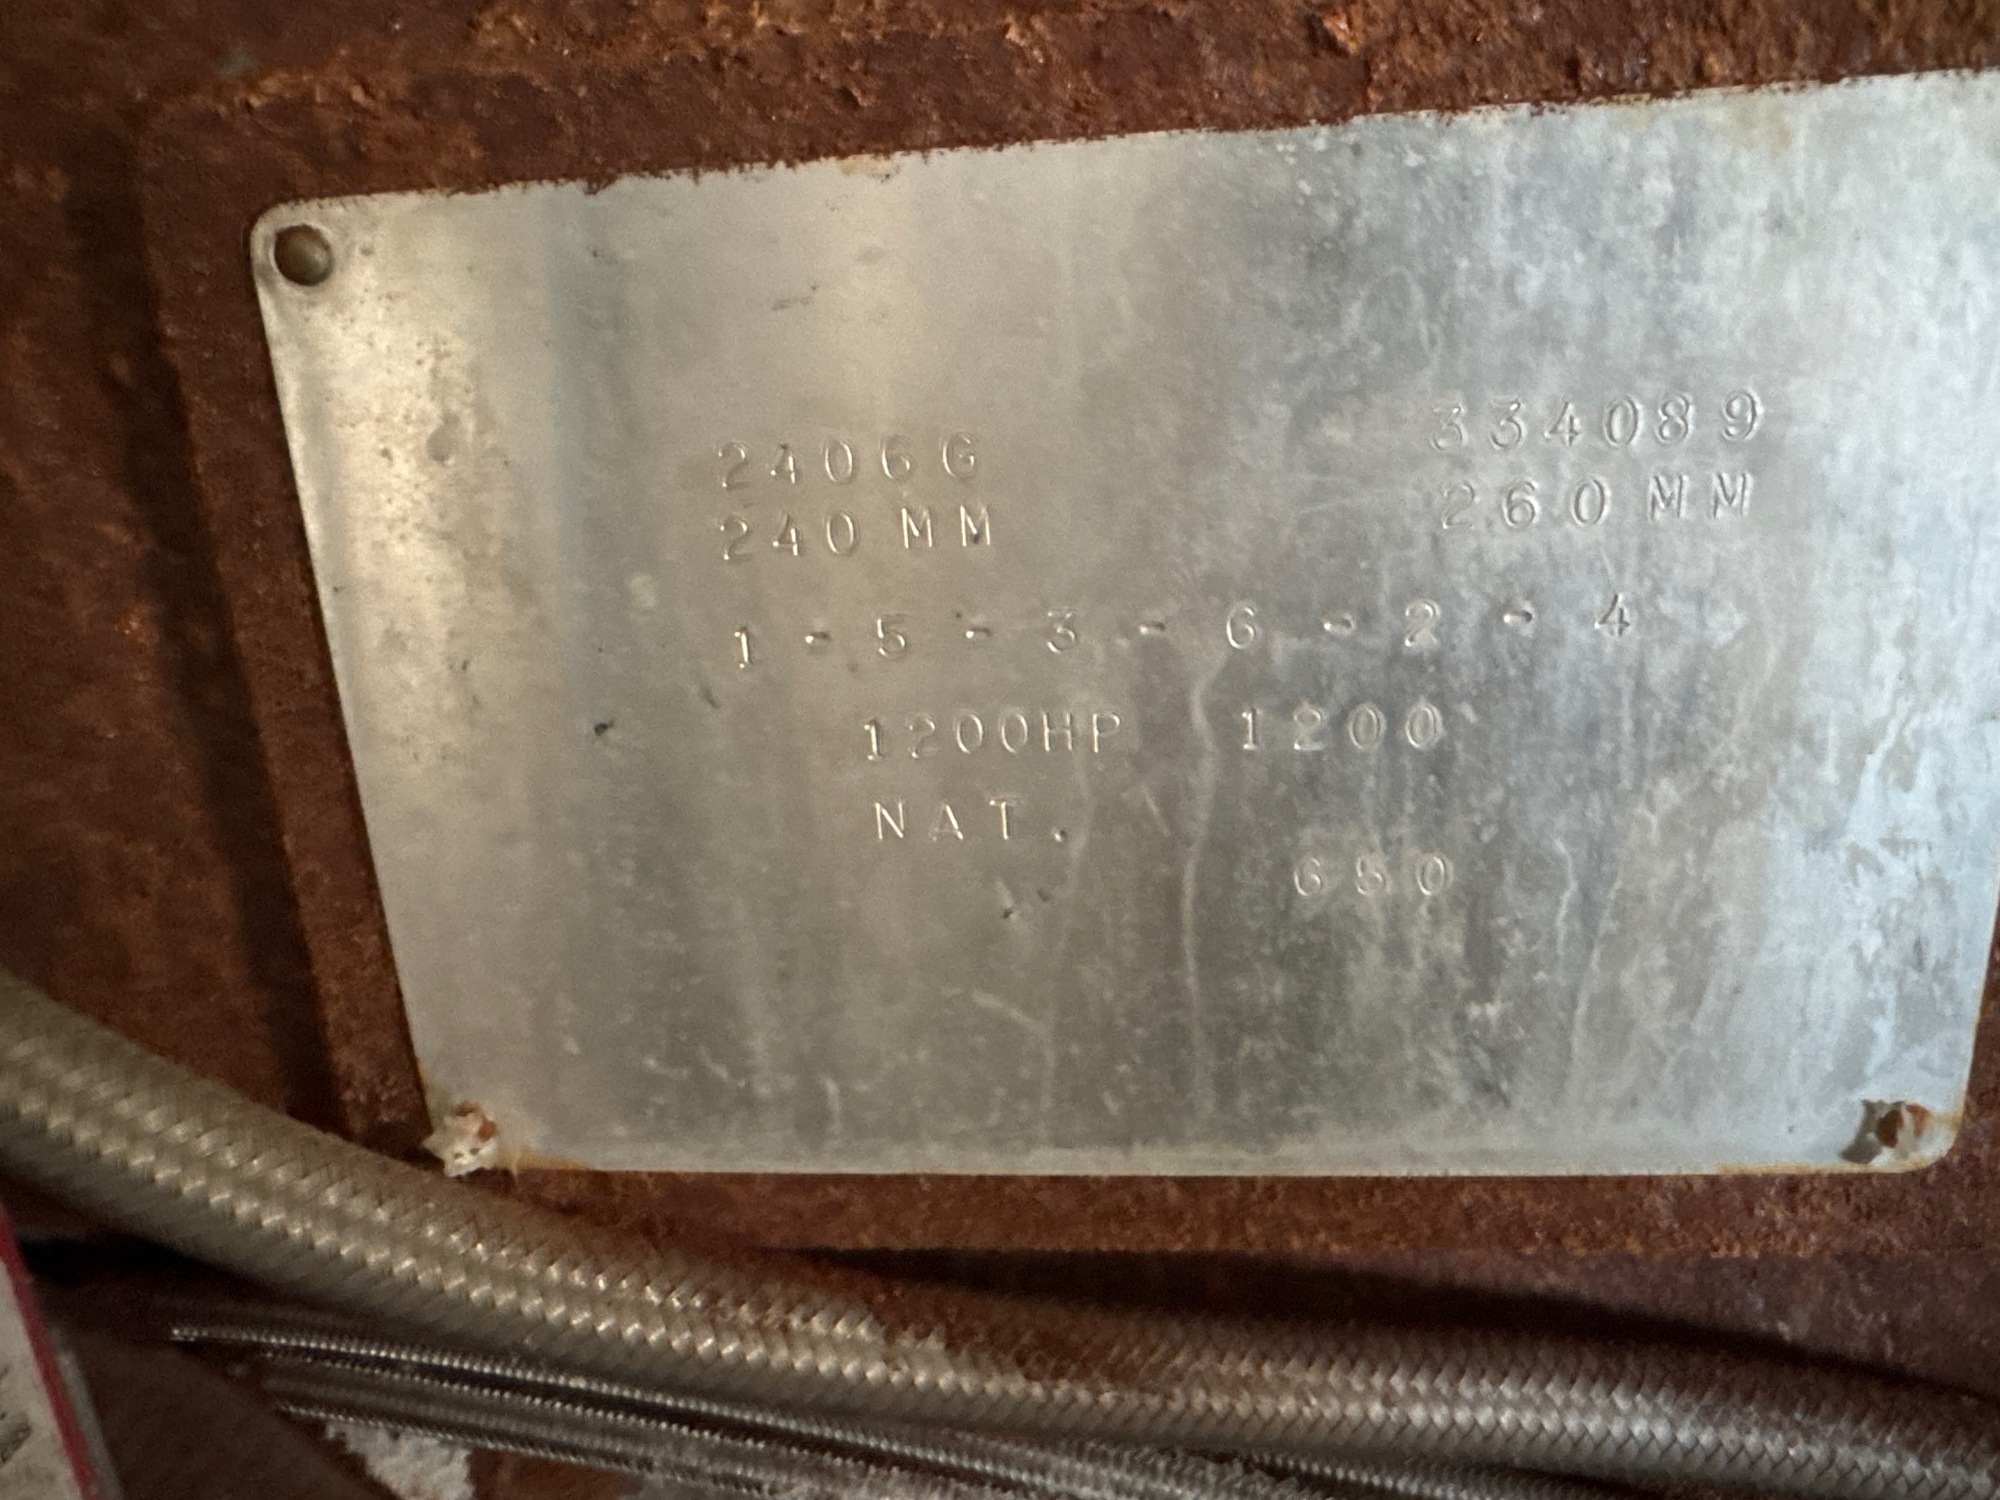 2406G 334089
240 MM 260 MM
1-5-3-6-2-4
1200HP 1200
NAT.
650